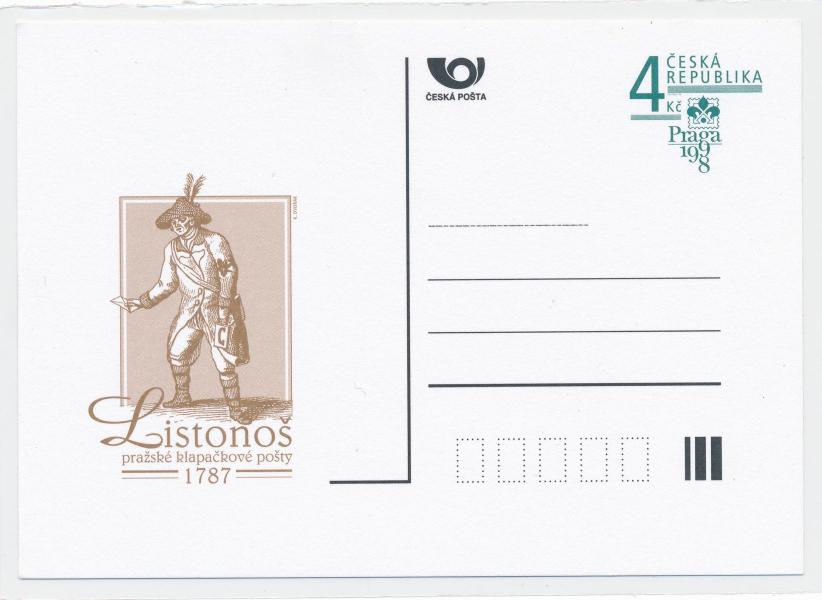 ČESKÁ POŠTA
4 Kč
ČESKÁ
REPUBLIKA
Praga
1998
Listonoš
pražské klapačkové pošty
1787